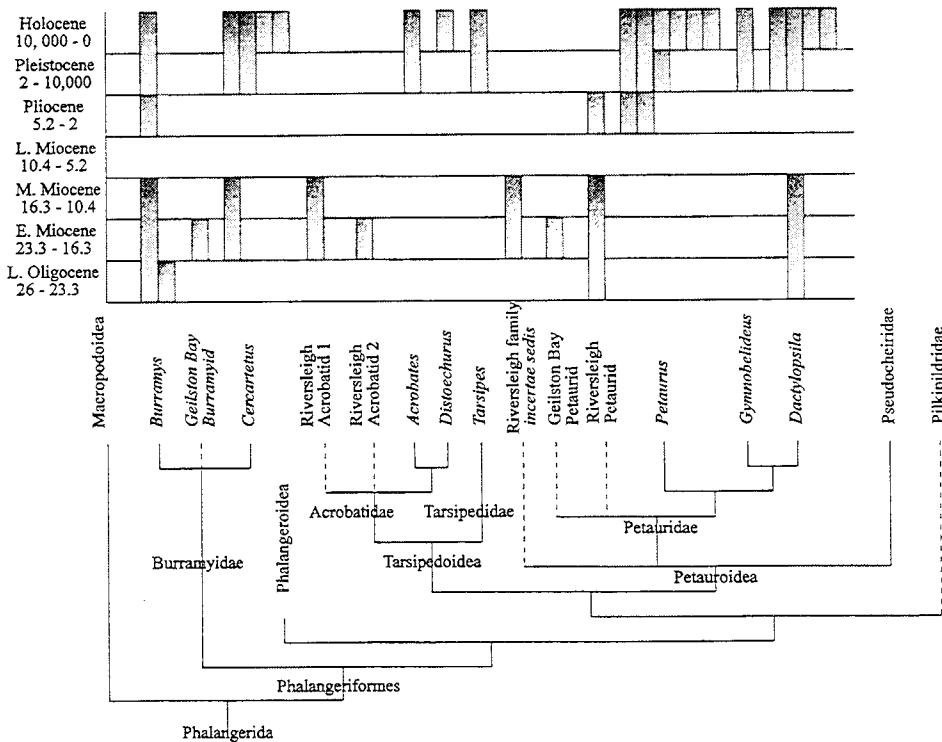 Holocene
10, 000 - 0
Pleistocene
2 - 10,000
Pliocene
5.2 - 2
L. Miocene
10.4 - 5.2
M. Miocene
16.3 - 10.4
E. Miocene
23.3 - 16.3
L. Oligocene
26 - 23.3
Macropodoidea
Burramys
Geilston Bay
Burramyid
Cercartetus
Riversleigh
Acrobatid 1
Riversleigh
Acrobatid 2
Acrobates
Distoechurus
Tarsipes
Riversleigh family
incertae sedis
Geilston Bay
Petaurid
Riversleigh
Petaurid
Petaurus
Gymnobelideus
Dactylopsila
Pseudocheiridae
Pilkipildridae
Acrobatidae
Tarsipedidae
Petauridae
Burramyidae
Phalangeroidea
Tarsipedoidea
Petauroidea
Phalangeriformes
Phalangerida